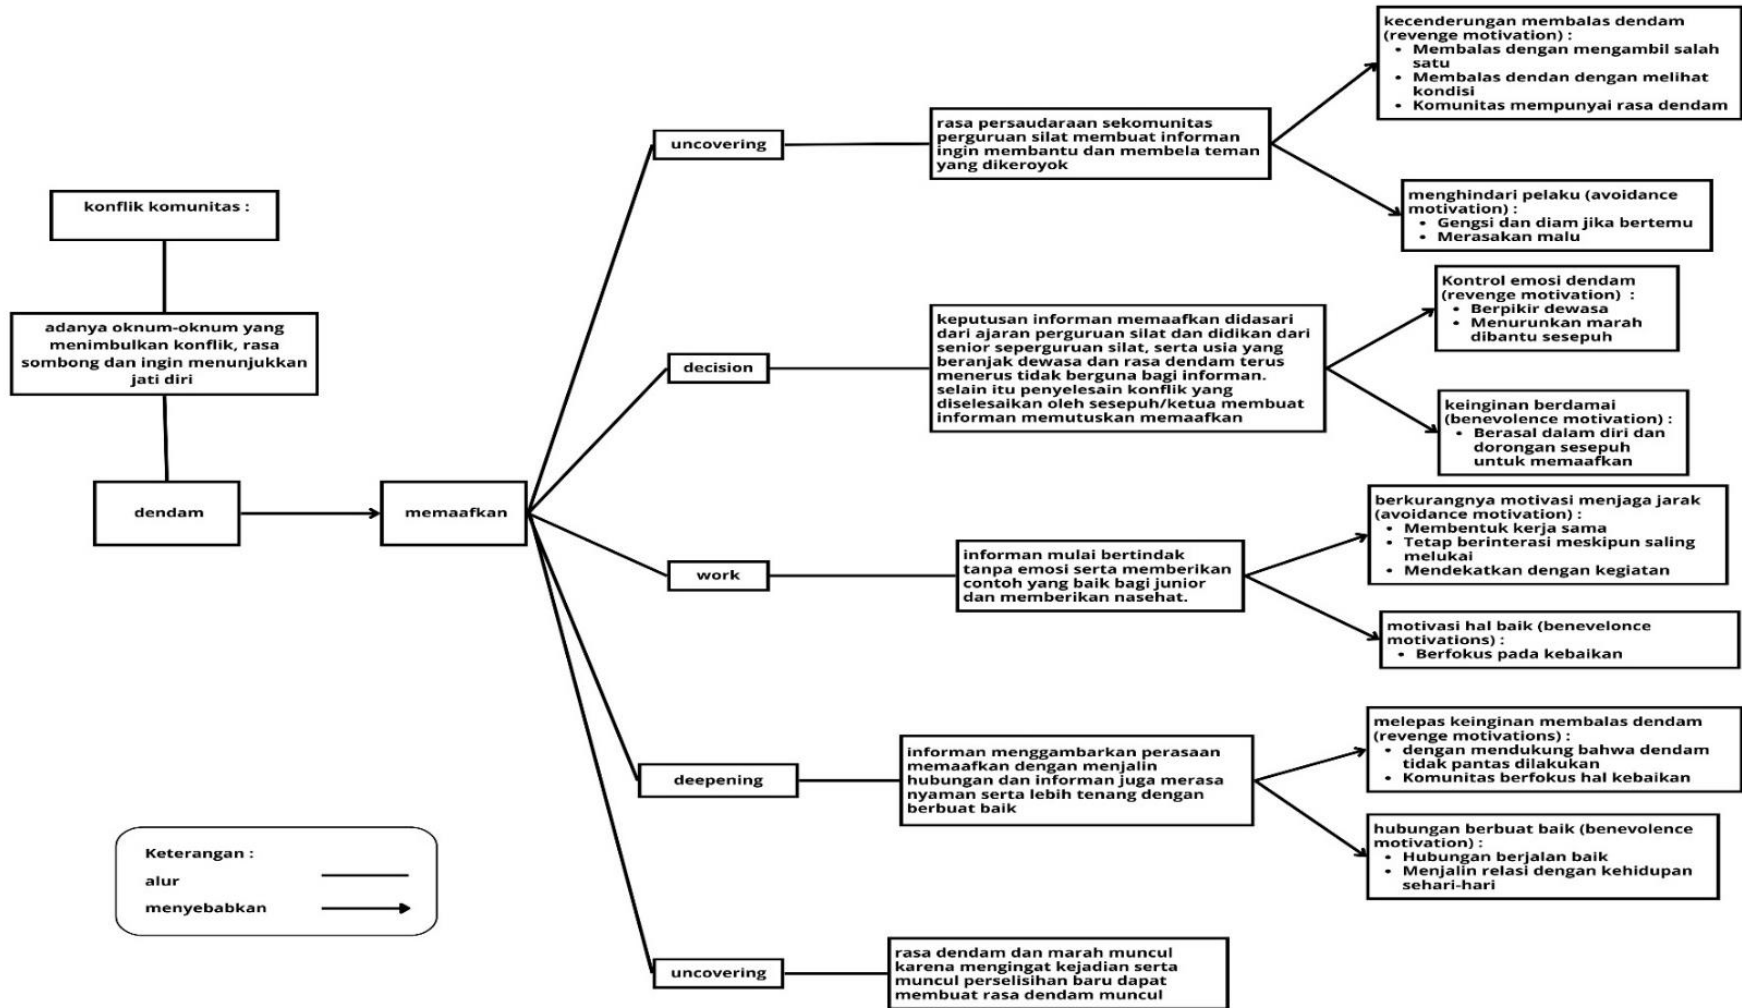 konflik komunitas :
adanya oknum-oknum yang
menimbulkan konflik, rasa
sombong dan ingin menunjukkan
jati diri
dendam
memaafkan
uncovering
rasa persaudaraan sekomunitas
perguruan silat membuat informan
ingin membantu dan membela teman
yang dikeroyok
kecenderungan membalas dendam
(revenge motivation) :
• Membalas dengan mengambil salah
satu
• Membalas dendan dengan melihat
kondisi
• Komunitas mempunyai rasa dendam
menghindari pelaku (avoidance
motivation) :
• Gengsi dan diam jika bertemu
• Merasakan malu
decision
keputusan informan memaafkan didasari
dari ajaran perguruan silat dan didikan dari
senior seperguruan silat, serta usia yang
beranjak dewasa dan rasa dendam terus
menerus tidak berguna bagi informan.
selain itu penyelesain konflik yang
diselesaikan oleh sesepuh/ketua membuat
informan memutuskan memaafkan
Kontrol emosi dendam
(revenge motivation) :
• Berpikir dewasa
• Menurunkan marah
dibantu sesepuh
keinginan berdamai
(benevolence motivation) :
• Berasal dalam diri dan
dorongan sesepuh
untuk memaafkan
work
informan mulai bertindak
tanpa emosi serta memberikan
contoh yang baik bagi junior
dan memberikan nasehat.
berkurangnya motivasi menjaga jarak
(avoidance motivation) :
• Membentuk kerja sama
• Tetap berinterasi meskipun saling
melukai
• Mendekatkan dengan kegiatan
motivasi hal baik (benevelonce
motivations) :
• Berfokus pada kebaikan
deepening
informan menggambarkan perasaan
memaafkan dengan menjalin
hubungan dan informan juga merasa
nyaman serta lebih tenang dengan
berbuat baik
melepas keinginan membalas dendam
(revenge motivations) :
• dengan mendukung bahwa dendam
tidak pantas dilakukan
• Komunitas berfokus hal kebaikan
hubungan berbuat baik (benevolence
motivation) :
• Hubungan berjalan baik
• Menjalin relasi dengan kehidupan
sehari-hari
uncovering
rasa dendam dan marah muncul
karena mengingat kejadian serta
muncul perselisihan baru dapat
membuat rasa dendam muncul
Keterangan :
alur
menyebabkan